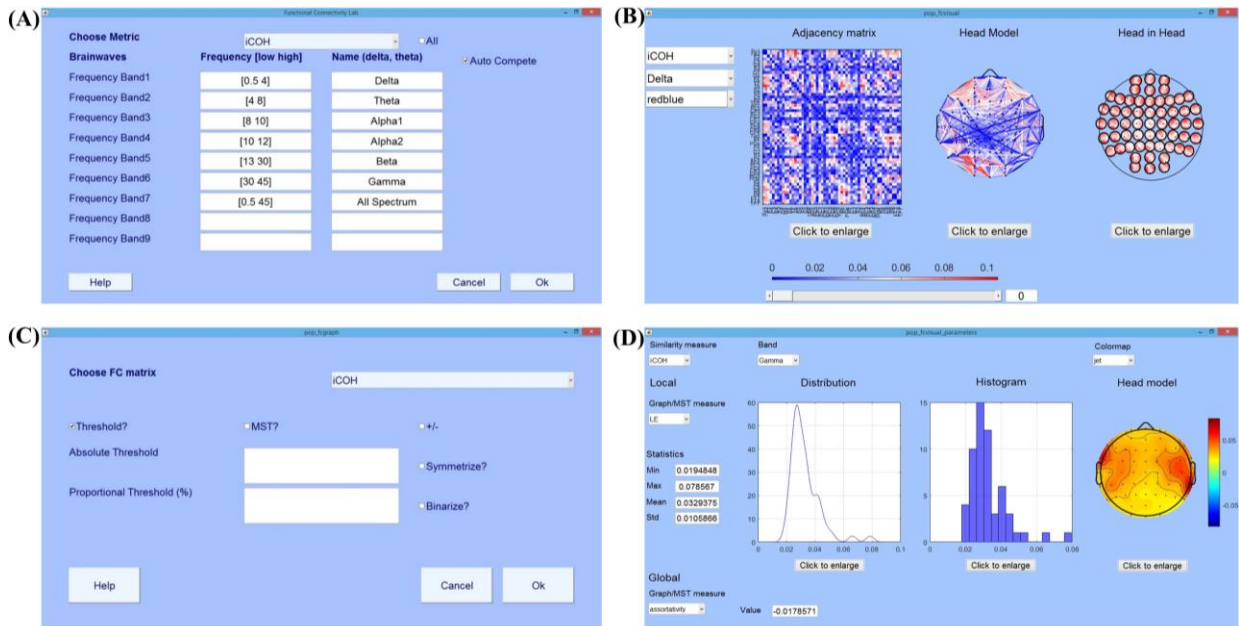 (A)
Functional Connectivity Lab
Choose Metric
iCOH
All
Brainwaves
Frequency [low high]
Name (delta, theta)
Auto Compete
Frequency Band1
[0.5 4]
Delta
Frequency Band2
[4 8]
Theta
Frequency Band3
[8 10]
Alpha1
Frequency Band4
[10 12]
Alpha2
Frequency Band5
[13 30]
Beta
Frequency Band6
[30 45]
Gamma
Frequency Band7
[0.5 45]
All Spectrum
Frequency Band8
Frequency Band9
Help
Cancel
Ok
(B)
pop_fcvisual
iCOH
Delta
redblue
Adjacency matrix
Head Model
Head in Head
Click to enlarge
Click to enlarge
Click to enlarge
0 0.02 0.04 0.06 0.08 0.1
0
(C)
pop_fcgraph
Choose FC matrix
iCOH
Threshold?
MST?
+/-
Absolute Threshold
Symmetrize?
Proportional Threshold (%)
Binarize?
Help
Cancel
Ok
(D)
pop_fcvisual_parameters
Similarity measure
iCOH
Band
Gamma
Colormap
jet
Local
Graph/MST measure
LE
Statistics
Min 0.0194848
Max 0.078567
Mean 0.0329375
Std 0.0105866
Distribution
60
50
40
30
20
10
0
0 0.02 0.04 0.06 0.08 0.1
Click to enlarge
Histogram
15
10
5
0
0 0.02 0.04 0.06 0.08
Click to enlarge
Head model
0.05
0
-0.05
Click to enlarge
Global
Graph/MST measure
assortativity
Value -0.0178571